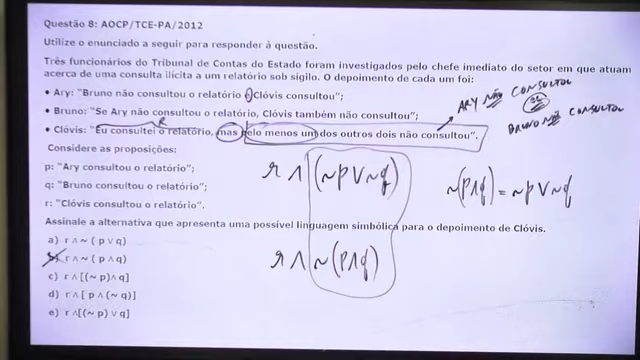 Questão 8: AOCP/TCE-PA/2012
Utilize o enunciado a seguir para responder à questão.
Três funcionários do Tribunal de Contas do Estado foram investigados pelo chefe imediato do setor em que atuam
acerca de uma consulta ilícita a um relatório sob sigilo. O depoimento de cada um foi:
• Ary: "Bruno não consultou o relatório e Clóvis consultou";
ARY NÃO CONSULTOU
OU
• Bruno: "Se Ary não consultou o relatório, Clóvis também não consultou";
BRUNO NÃO CONSULTOU
• Clóvis: "Eu consultei o relatório, mas pelo menos um dos outros dois não consultou".
Considere as proposições:
p: "Ary consultou o relatório";
r ∧ (~p ∨ ~q)
~(p∧q) = ~p ∨ ~q
q: "Bruno consultou o relatório";
r: "Clóvis consultou o relatório".
Assinale a alternativa que apresenta uma possível linguagem simbólica para o depoimento de Clóvis.
a) r ∧ ~ ( p ∨ q)
r ∧ ~(p∧q)
r ∧ ~ ( p ∧ q)
c) r ∧[(~ p)∧ q]
d) r ∧[ p ∧(~ q)]
e) r ∧[(~ p) ∨ q]